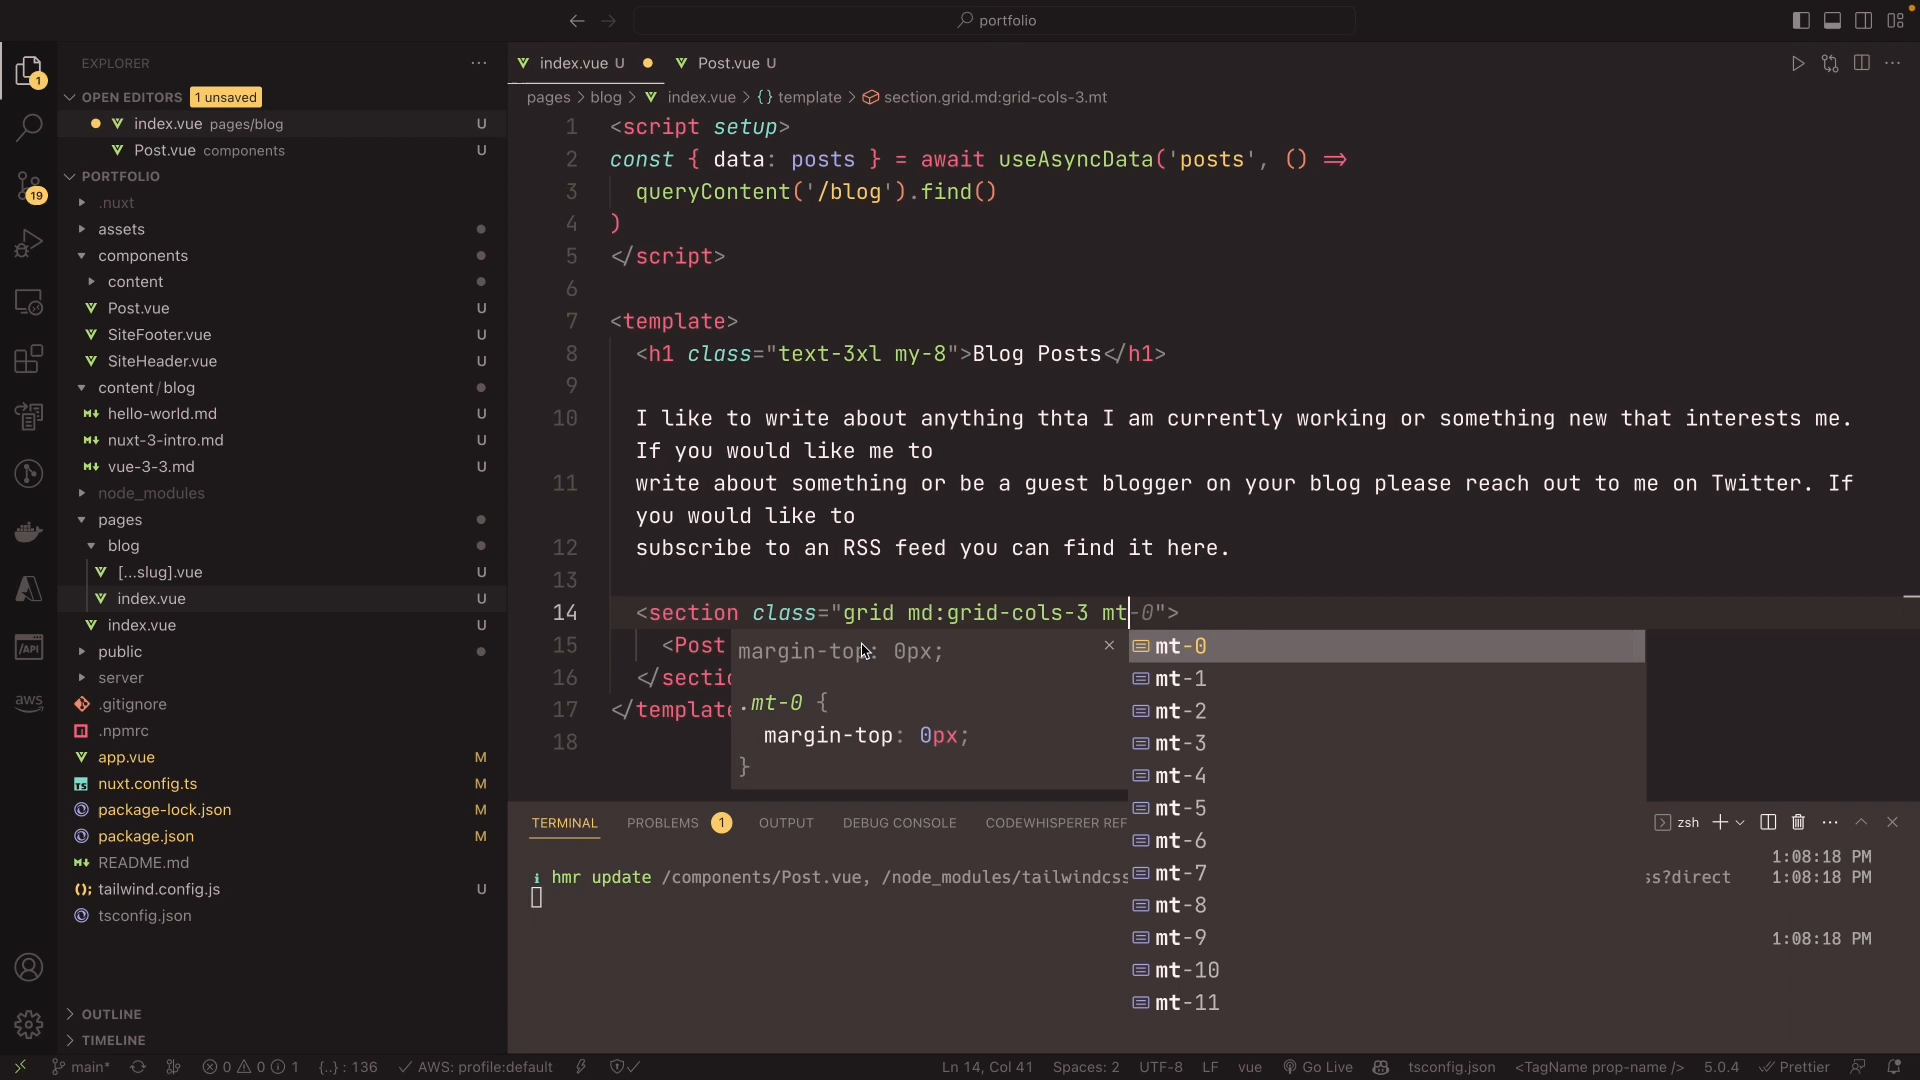 portfolio
EXPLORER
index.vue U
Post.vue U
OPEN EDITORS 1 unsaved
pages > blog > index.vue > {} template > section.grid.md:grid-cols-3.mt
index.vue pages/blog U
Post.vue components U
PORTFOLIO
.nuxt
assets
components
content
Post.vue U
SiteFooter.vue U
SiteHeader.vue U
content/blog
hello-world.md U
nuxt-3-intro.md U
vue-3-3.md U
node_modules
pages
blog
[...slug].vue U
index.vue U
index.vue U
public
server
.gitignore
.npmrc
app.vue M
nuxt.config.ts M
package-lock.json M
package.json M
README.md
tailwind.config.js U
tsconfig.json
OUTLINE
TIMELINE
1
19
/API
aws
1 <script setup>
2 const { data: posts } = await useAsyncData('posts', () =>
3 queryContent('/blog').find()
4 )
5 </script>
6
7 <template>
8 <h1 class="text-3xl my-8">Blog Posts</h1>
9
10 I like to write about anything thta I am currently working or something new that interests me.
If you would like me to
11 write about something or be a guest blogger on your blog please reach out to me on Twitter. If
you would like to
12 subscribe to an RSS feed you can find it here.
13
14 <section class="grid md:grid-cols-3 mt-0">
15 <Post
16 </sectio
17 </template
18
margin-top: 0px;
.mt-0 {
margin-top: 0px;
}
mt-0
mt-1
mt-2
mt-3
mt-4
mt-5
mt-6
mt-7
mt-8
mt-9
mt-10
mt-11
TERMINAL PROBLEMS 1 OUTPUT DEBUG CONSOLE CODEWHISPERER REF
zsh
1:08:18 PM
i hmr update /components/Post.vue, /node_modules/tailwindcss
ss?direct 1:08:18 PM
1:08:18 PM
main* 0 0 1 {..} : 136 AWS: profile:default
Ln 14, Col 41 Spaces: 2 UTF-8 LF vue Go Live tsconfig.json <TagName prop-name /> 5.0.4 Prettier